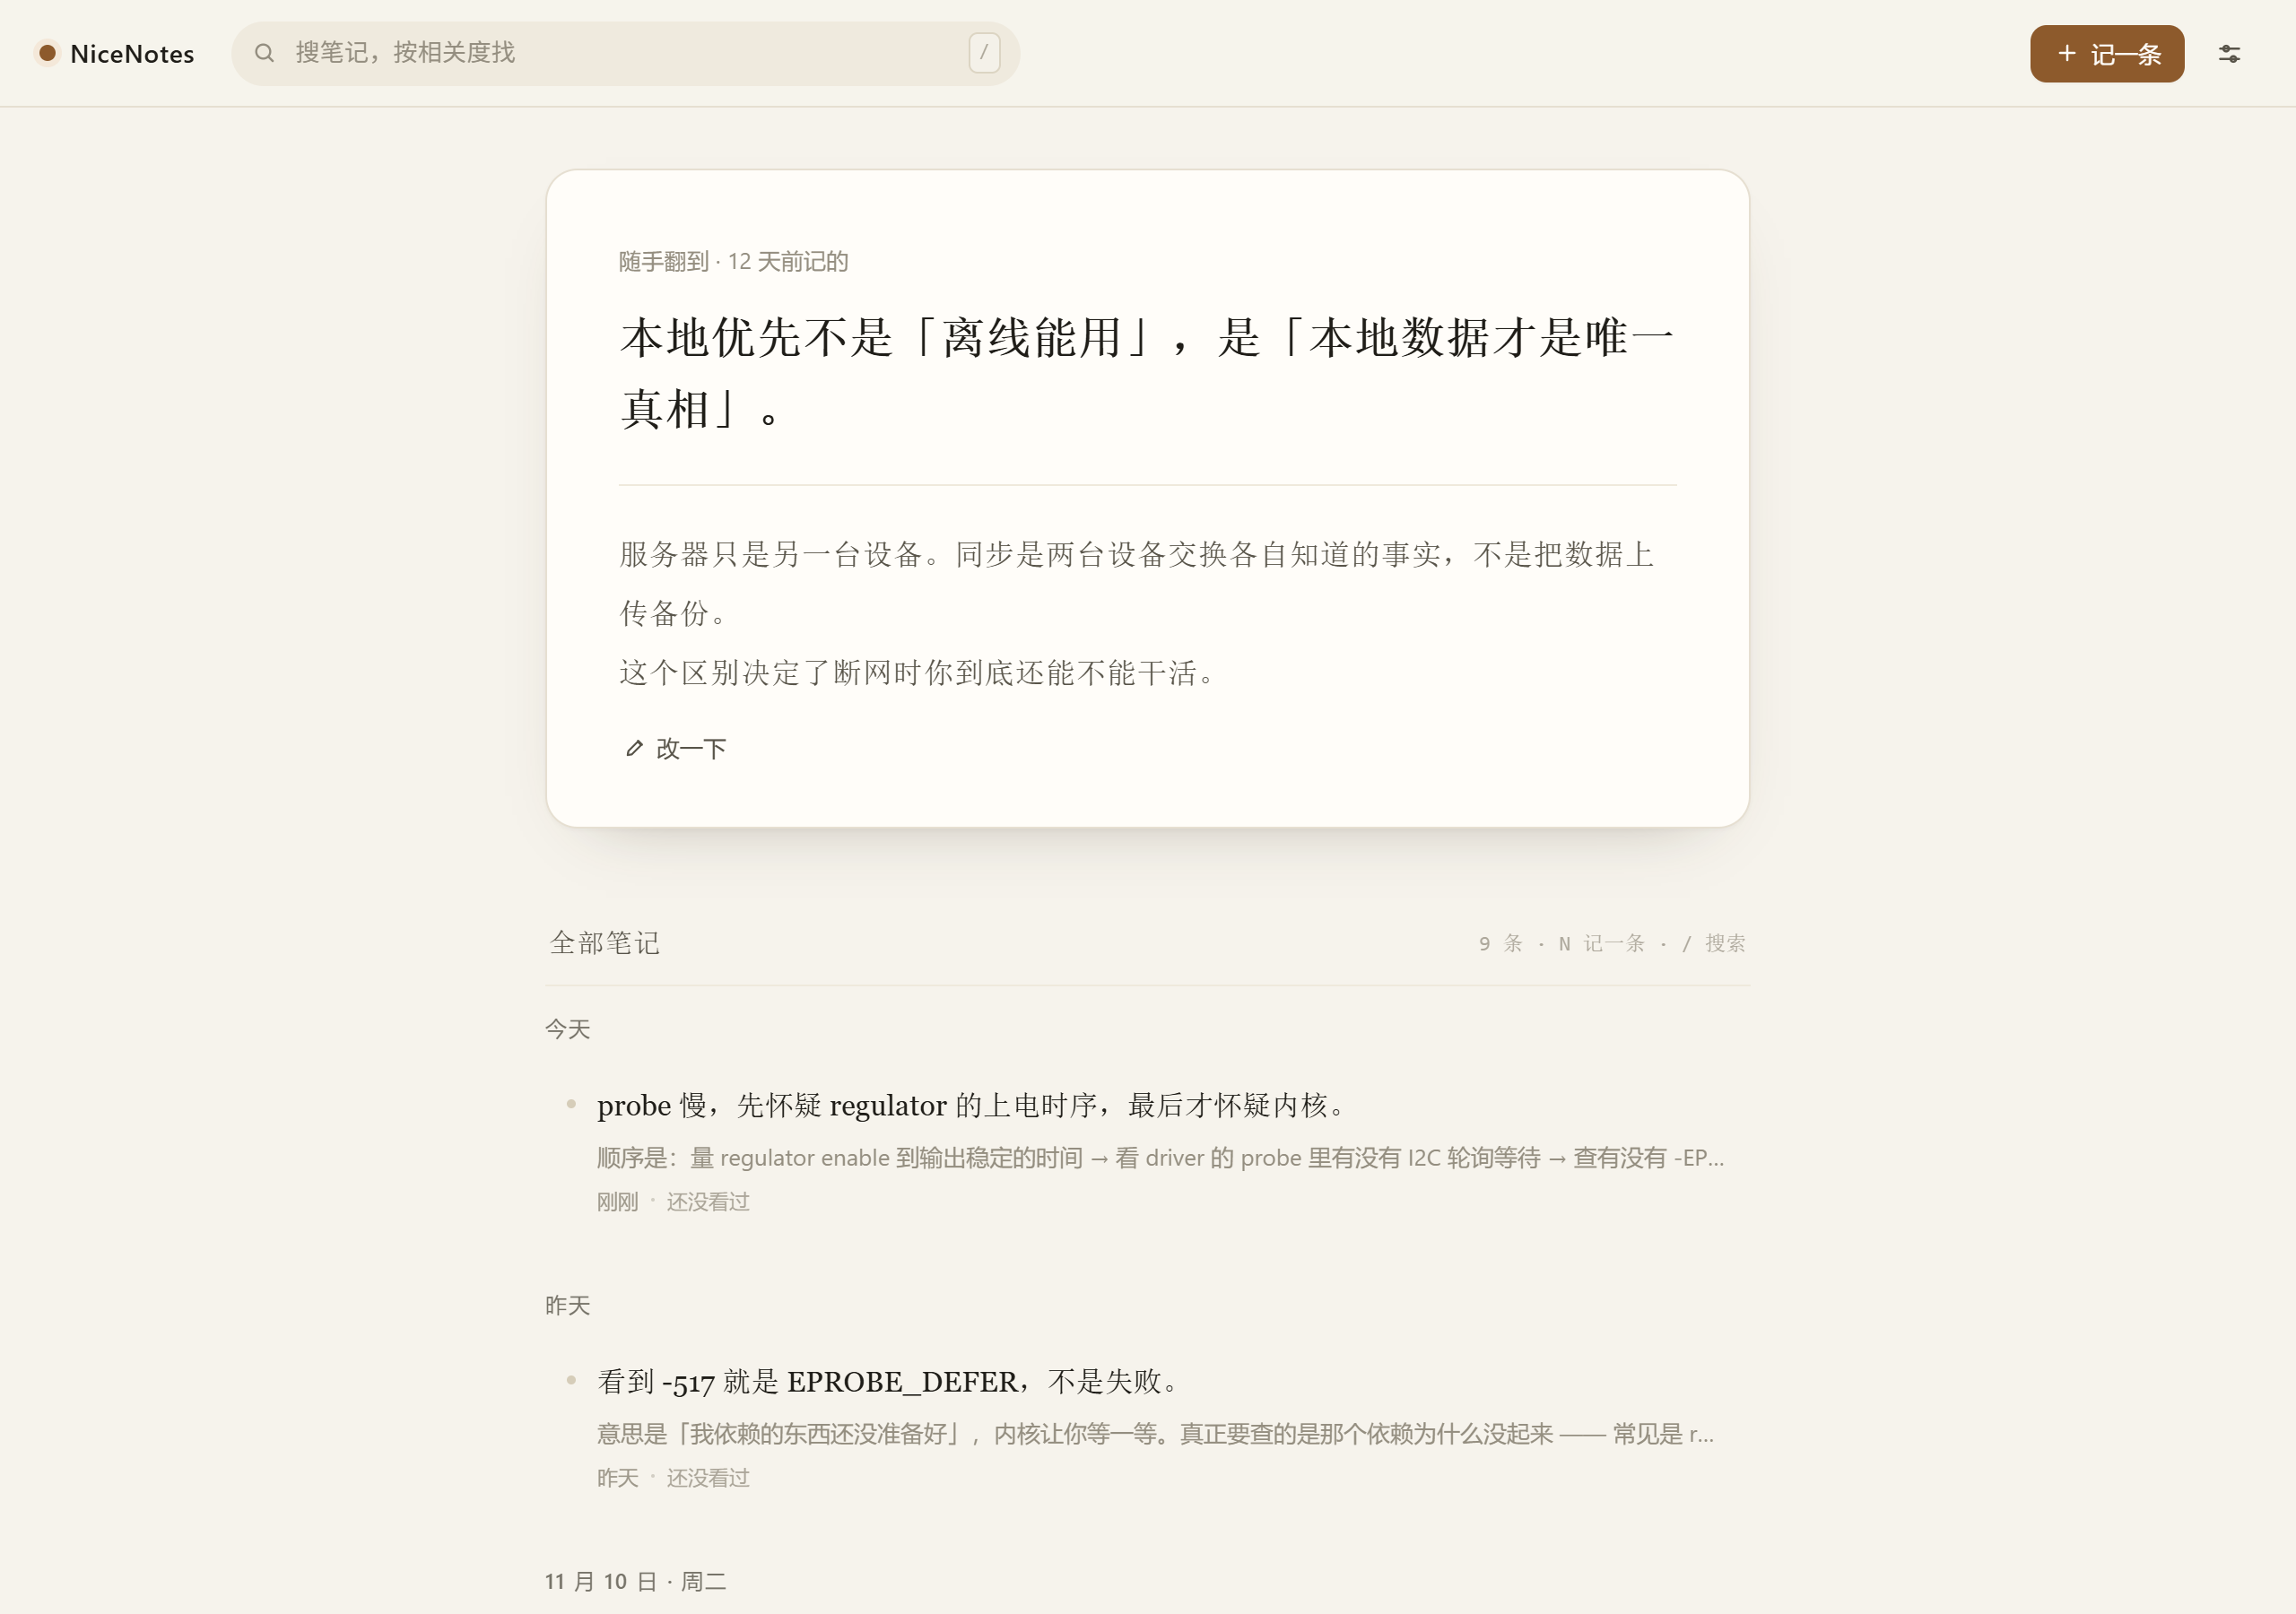 NiceNotes
搜笔记，按相关度找
/
+ 记一条
随手翻到 · 12 天前记的
本地优先不是「离线能用」，是「本地数据才是唯一
真相」。
服务器只是另一台设备。同步是两台设备交换各自知道的事实，不是把数据上
传备份。
这个区别决定了断网时你到底还能不能干活。
改一下
全部笔记
9 条 · N 记一条 · / 搜索
今天
probe 慢，先怀疑 regulator 的上电时序，最后才怀疑内核。
顺序是：量 regulator enable 到输出稳定的时间 → 看 driver 的 probe 里有没有 I2C 轮询等待 → 查有没有 -EP...
刚刚 · 还没看过
昨天
看到 -517 就是 EPROBE_DEFER，不是失败。
意思是「我依赖的东西还没准备好」，内核让你等一等。真正要查的是那个依赖为什么没起来 —— 常见是 r...
昨天 · 还没看过
11 月 10 日 · 周二